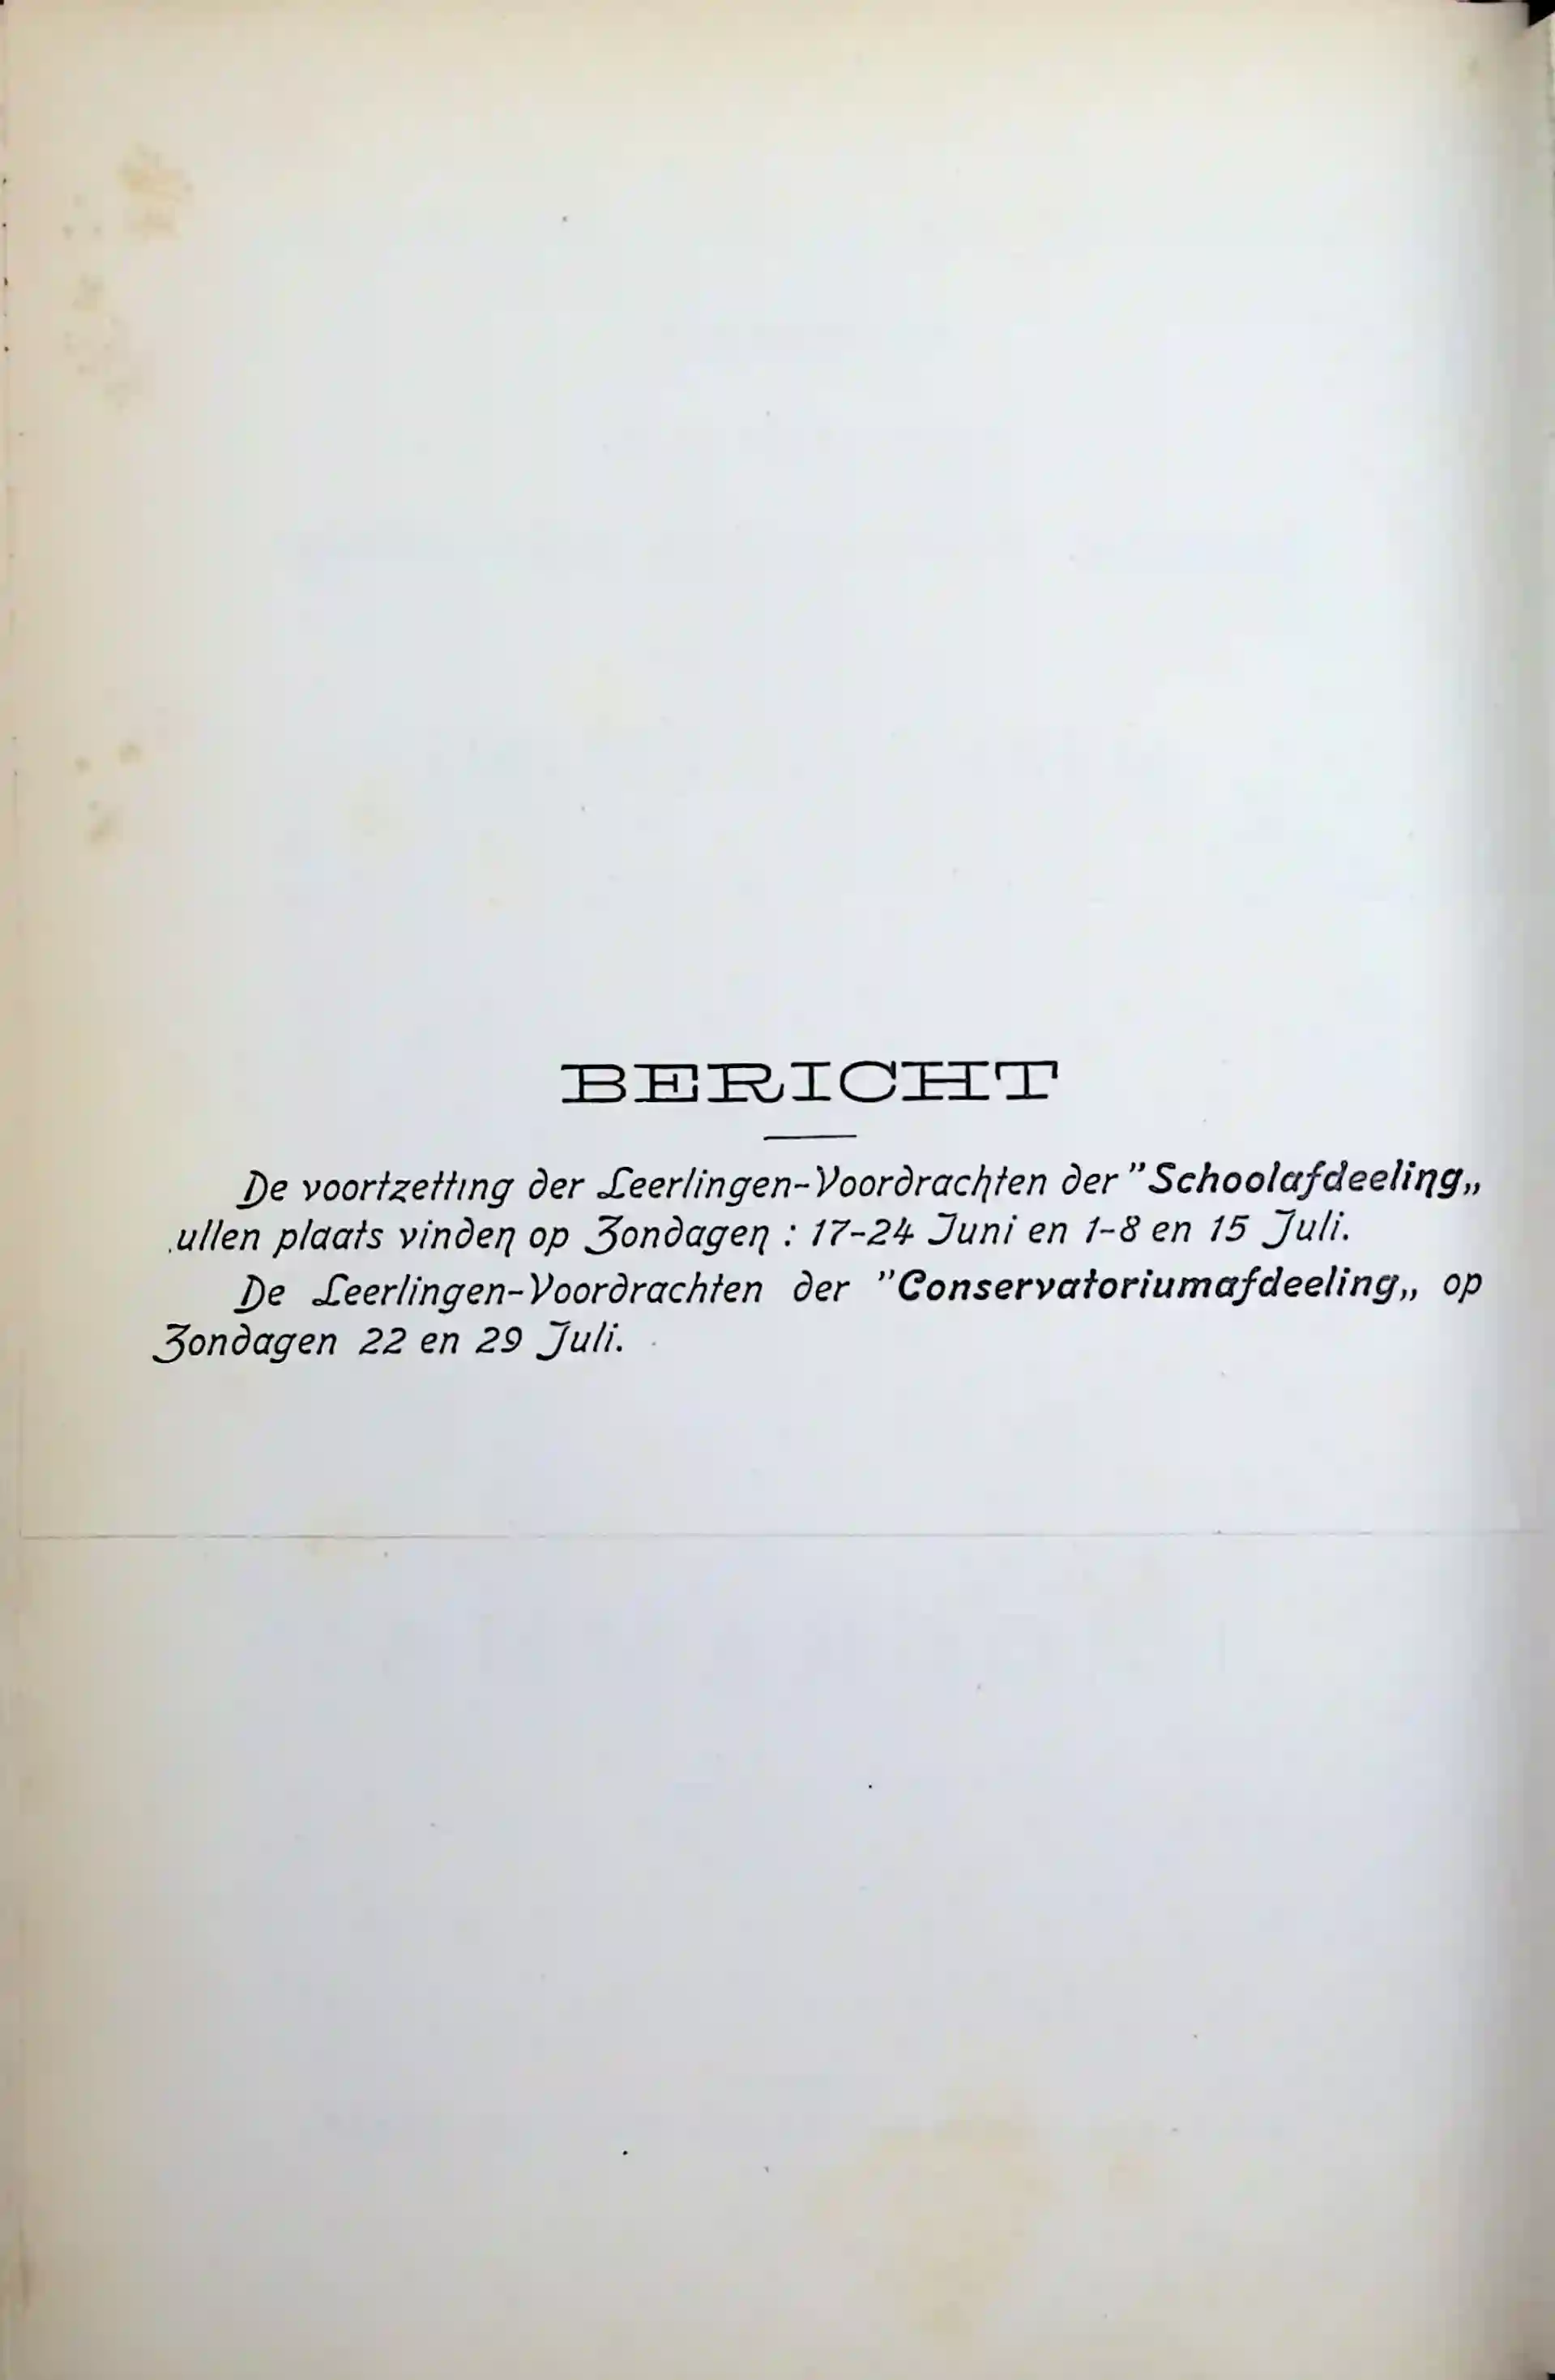 BERICHT
De voortzetting der Leerlingen-Voordrachten der "Schoolafdeeling„
ullen plaats vinden op Zondagen : 17-24 Juni en 1-8 en 15 Juli.
De Leerlingen-Voordrachten der "Conservatoriumafdeeling„ op
Zondagen 22 en 29 Juli.